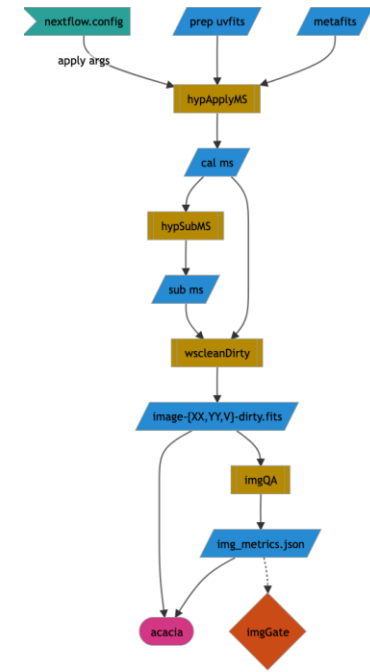 nextflow.config
prep uvfits
metafits
apply args
hypApplyMS
cal ms
hypSubMS
sub ms
wscleanDirty
image-{XX,YY,V}-dirty.fits
imgQA
img_metrics.json
acacia
imgGate